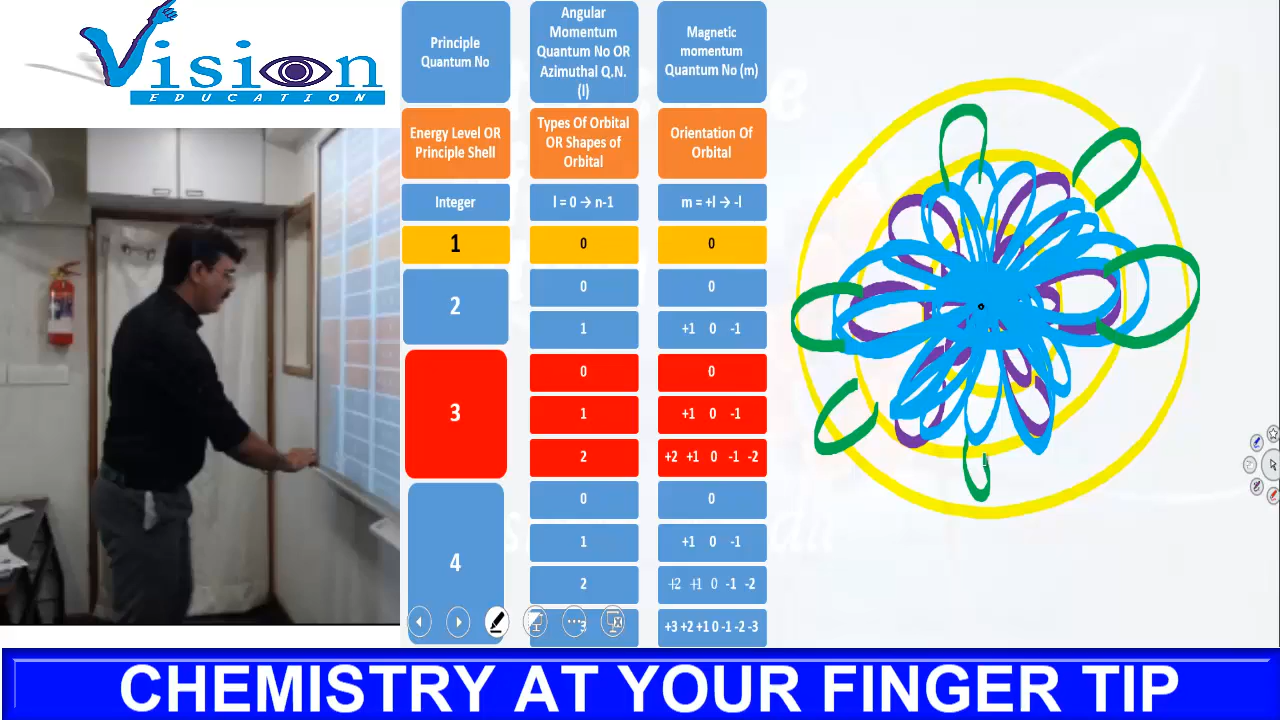 Vision
EDUCATION
Principle
Quantum No
Angular
Momentum
Quantum No OR
Azimuthal Q.N.
(l)
Magnetic
momentum
Quantum No (m)
Energy Level OR
Principle Shell
Types Of Orbital
OR Shapes of
Orbital
Orientation Of
Orbital
Integer
l = 0 → n-1
m = +l → -l
1
0
0
2
0
0
1
+1 0 -1
3
0
0
1
+1 0 -1
2
+2 +1 0 -1 -2
4
0
0
1
+1 0 -1
2
+2 +1 0 -1 -2
3
+3 +2 +1 0 -1 -2 -3
CHEMISTRY AT YOUR FINGER TIP